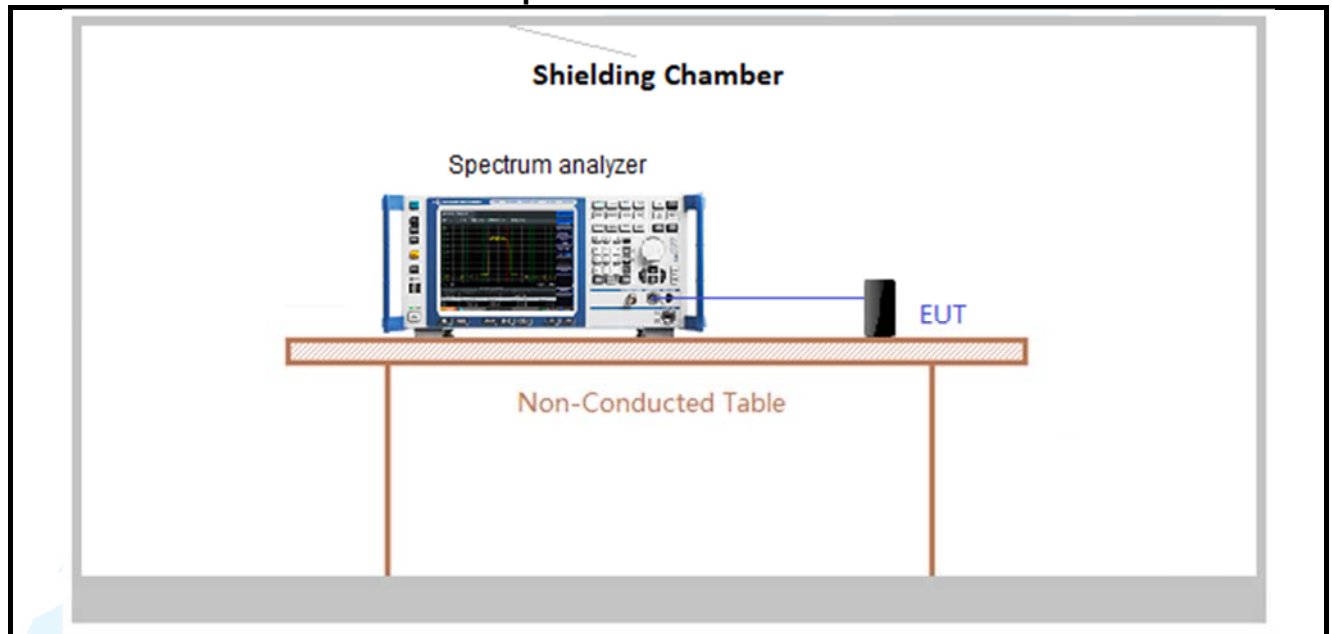 Shielding Chamber
Spectrum analyzer
EUT
Non-Conducted Table